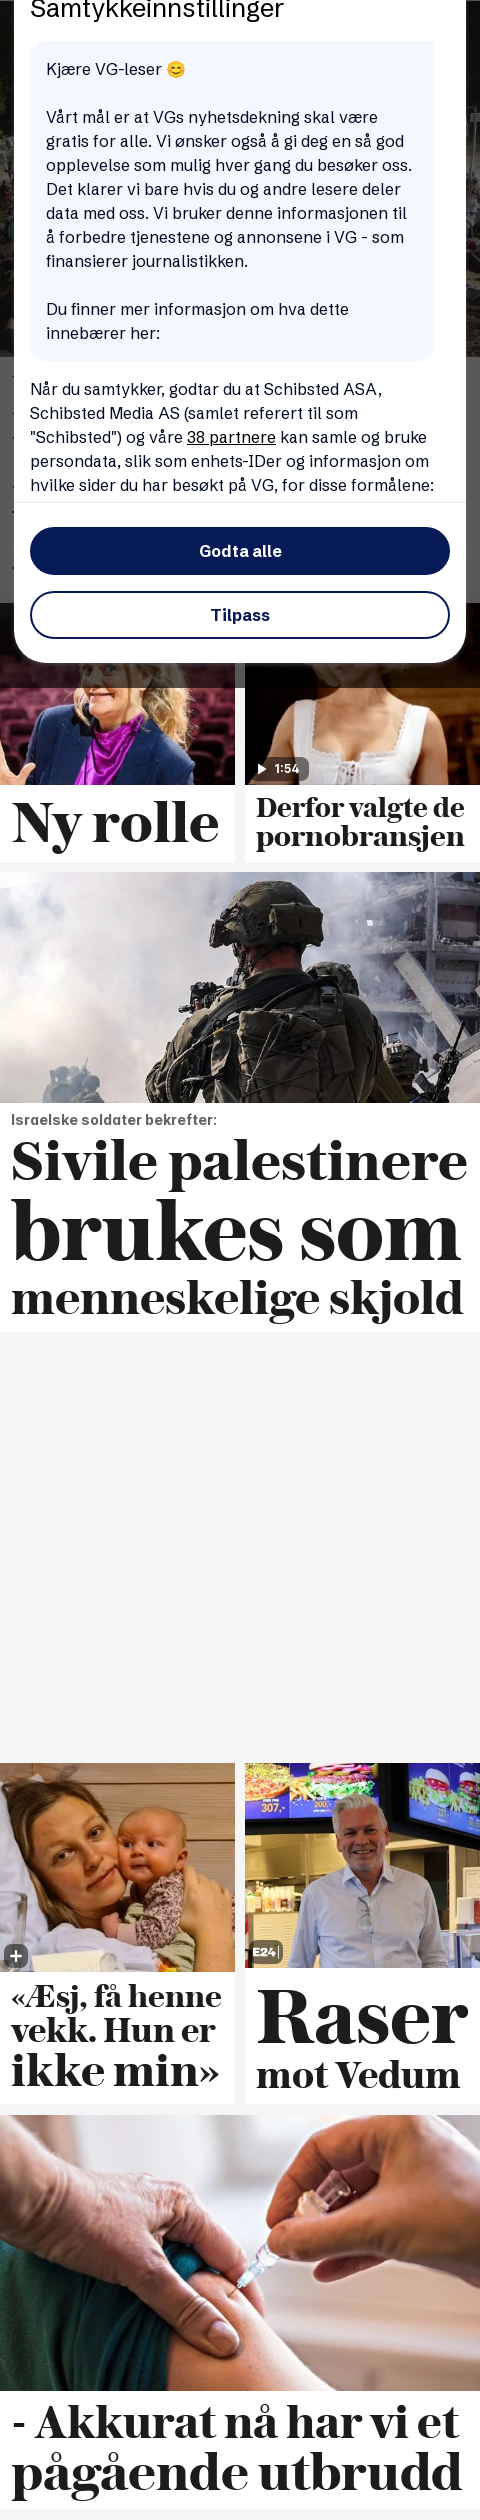 Samtykkeinnstillinger
Kjære VG-leser 😊
Vårt mål er at VGs nyhetsdekning skal være
gratis for alle. Vi ønsker også å gi deg en så god
opplevelse som mulig hver gang du besøker oss.
Det klarer vi bare hvis du og andre lesere deler
data med oss. Vi bruker denne informasjonen til
å forbedre tjenestene og annonsene i VG - som
finansierer journalistikken.
Du finner mer informasjon om hva dette
innebærer her:
Når du samtykker, godtar du at Schibsted ASA,
Schibsted Media AS (samlet referert til som
"Schibsted") og våre 38 partnere kan samle og bruke
persondata, slik som enhets-IDer og informasjon om
hvilke sider du har besøkt på VG, for disse formålene:
Godta alle
Tilpass
1:54
Ny rolle
Derfor valgte de
pornobransjen
Israelske soldater bekrefter:
Sivile palestinere
brukes som
menneskelige skjold
307,-
200,-
E24
«Æsj, få henne
vekk. Hun er
ikke min»
Raser
mot Vedum
- Akkurat nå har vi et
pågående utbrudd